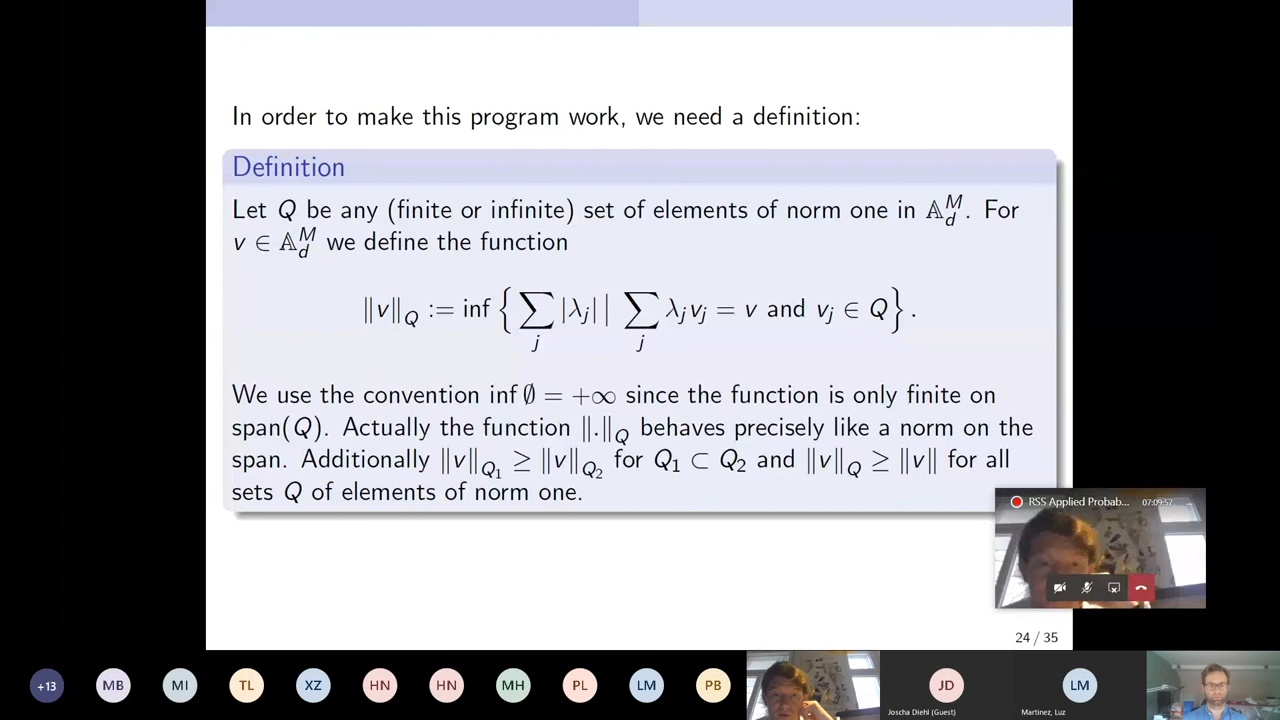 In order to make this program work, we need a definition:
Definition
Let Q be any (finite or infinite) set of elements of norm one in 𝔸_d^M. For
v ∈ 𝔸_d^M we define the function
‖v‖_Q := inf { ∑_j |λ_j| | ∑_j λ_j v_j = v and v_j ∈ Q } .
We use the convention inf ∅ = +∞ since the function is only finite on
span(Q). Actually the function ‖.‖_Q behaves precisely like a norm on the
span. Additionally ‖v‖_{Q_1} ≥ ‖v‖_{Q_2} for Q_1 ⊂ Q_2 and ‖v‖_Q ≥ ‖v‖ for all
sets Q of elements of norm one.
RSS Applied Probab... 07:09:57
24 / 35
+13 MB MI TL XZ HN HN MH PL LM PB JD LM
Joscha Diehl (Guest) Martinez, Luz